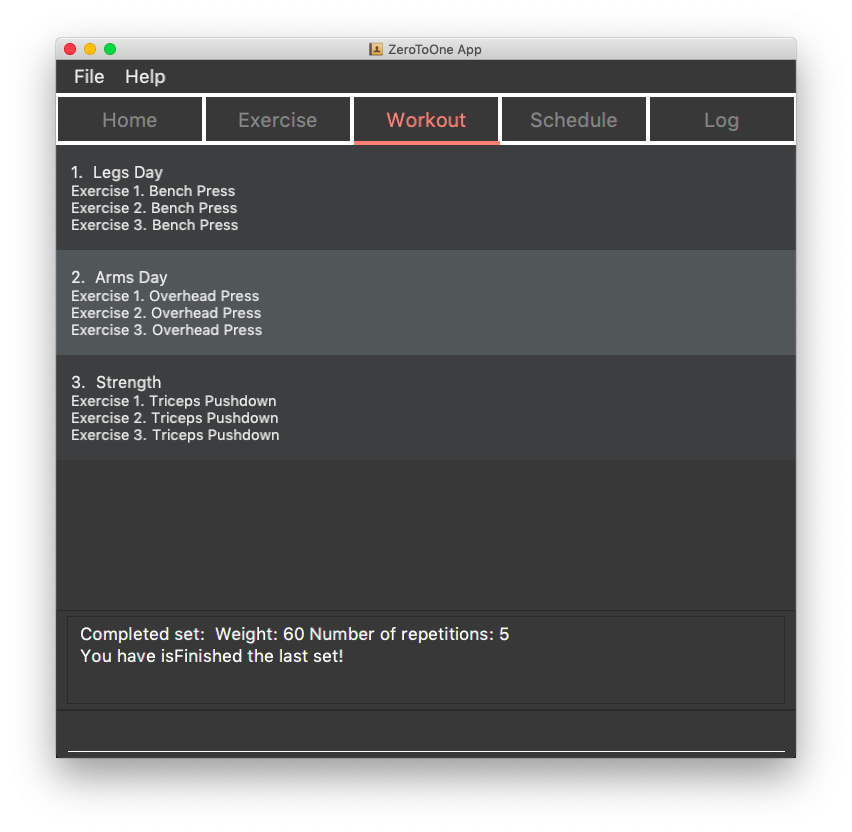 ZeroToOne App
File Help
Home Exercise Workout Schedule Log
1. Legs Day
Exercise 1. Bench Press
Exercise 2. Bench Press
Exercise 3. Bench Press
2. Arms Day
Exercise 1. Overhead Press
Exercise 2. Overhead Press
Exercise 3. Overhead Press
3. Strength
Exercise 1. Triceps Pushdown
Exercise 2. Triceps Pushdown
Exercise 3. Triceps Pushdown
Completed set: Weight: 60 Number of repetitions: 5
You have isFinished the last set!